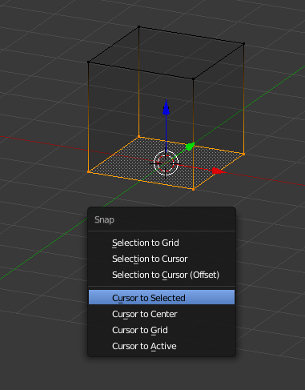 Snap
Selection to Grid
Selection to Cursor
Selection to Cursor (Offset)
Cursor to Selected
Cursor to Center
Cursor to Grid
Cursor to Active